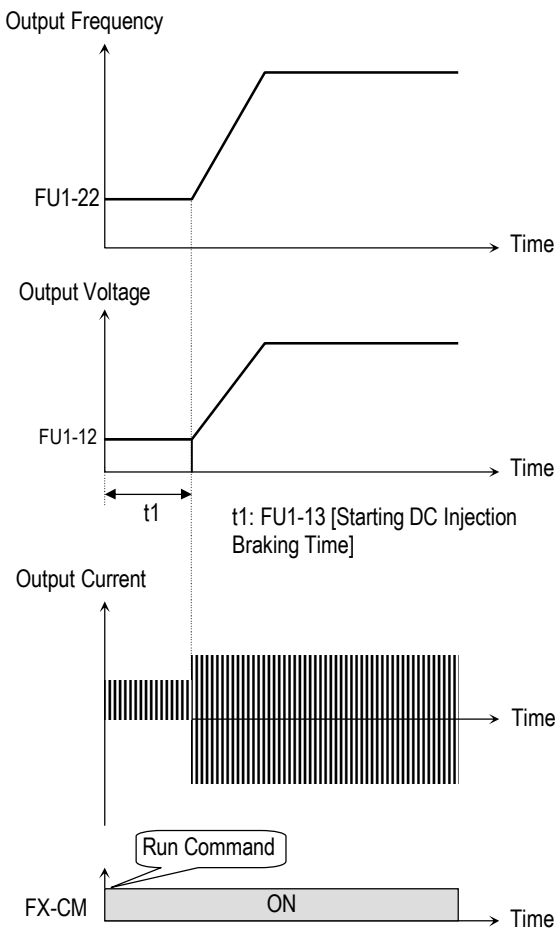 Output Frequency
FU1-22
Time
Output Voltage
FU1-12
Time
t1
t1: FU1-13 [Starting DC Injection
Braking Time]
Output Current
Time
Run Command
FX-CM
ON
Time